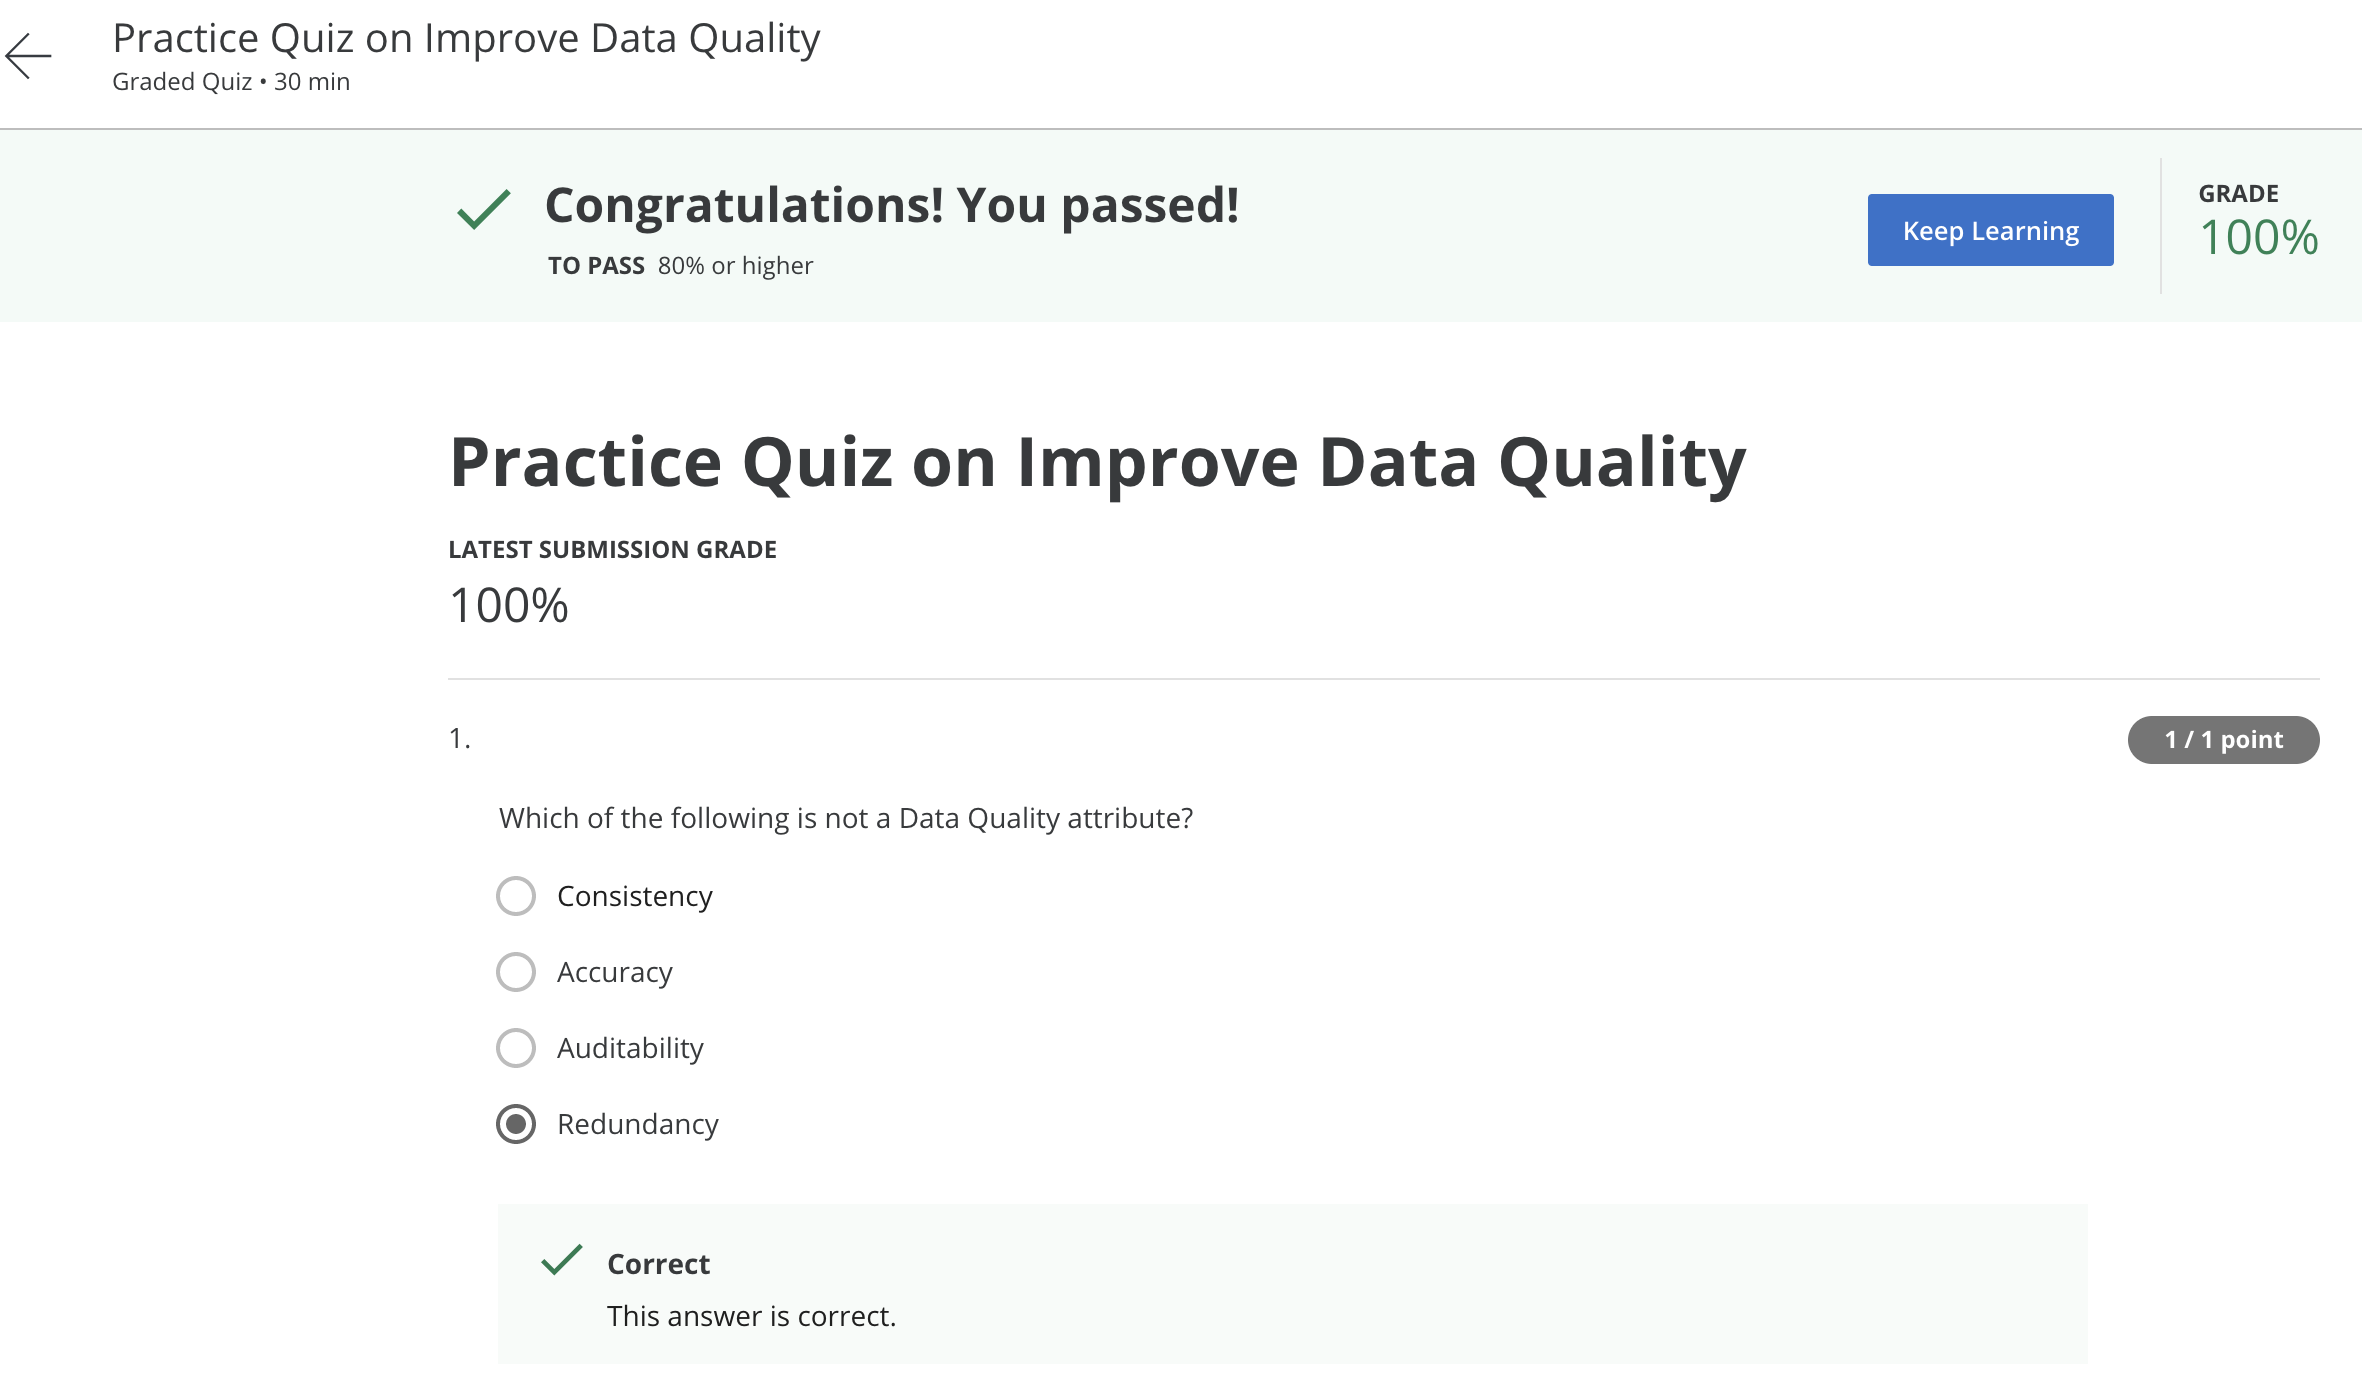 Practice Quiz on Improve Data Quality
Graded Quiz • 30 min
Congratulations! You passed!
TO PASS 80% or higher
Keep Learning
GRADE
100%
Practice Quiz on Improve Data Quality
LATEST SUBMISSION GRADE
100%
1.
1 / 1 point
Which of the following is not a Data Quality attribute?
Consistency
Accuracy
Auditability
Redundancy
Correct
This answer is correct.